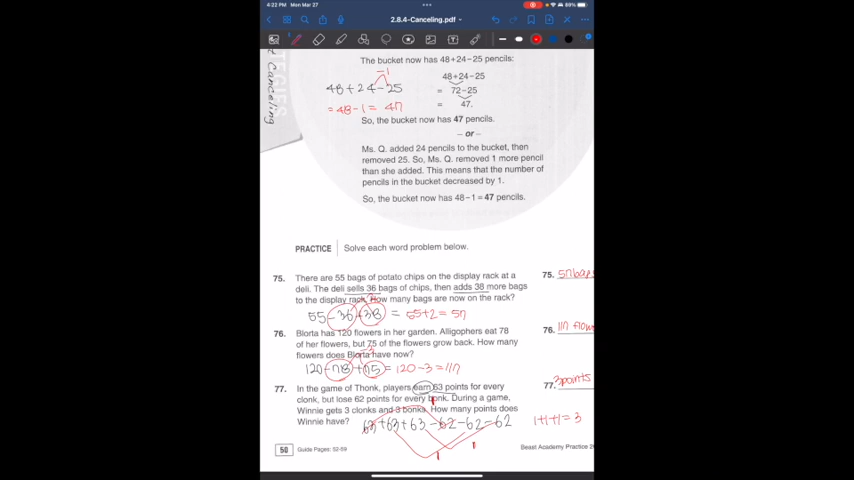 4:22 PM Mon Mar 27
89%
2.8.4-Canceling.pdf
STRATEGIES
Canceling
The bucket now has 48+24-25 pencils:
-1
48+24-25
48+24-25
= 72-25
= 48-1 = 47
= 47.
So, the bucket now has 47 pencils.
– or –
Ms. Q. added 24 pencils to the bucket, then
removed 25. So, Ms. Q. removed 1 more pencil
than she added. This means that the number of
pencils in the bucket decreased by 1.
So, the bucket now has 48-1=47 pencils.
PRACTICE Solve each word problem below.
75. There are 55 bags of potato chips on the display rack at a
deli. The deli sells 36 bags of chips, then adds 38 more bags
to the display rack. How many bags are now on the rack?
75. 57 bags
55-36+38 = 55+2 = 57
76. Blorta has 120 flowers in her garden. Alligophers eat 78
of her flowers, but 75 of the flowers grow back. How many
flowers does Blorta have now?
76. 117 flow
-3
120-78+75 = 120-3 = 117
77. In the game of Thonk, players earn 63 points for every
clonk, but lose 62 points for every bonk. During a game,
Winnie gets 3 clonks and 3 bonks. How many points does
Winnie have?
77. 3 points
63+63+63-62-62-62
1+1+1 = 3
1
1
1
50 Guide Pages: 52-59
Beast Academy Practice 2